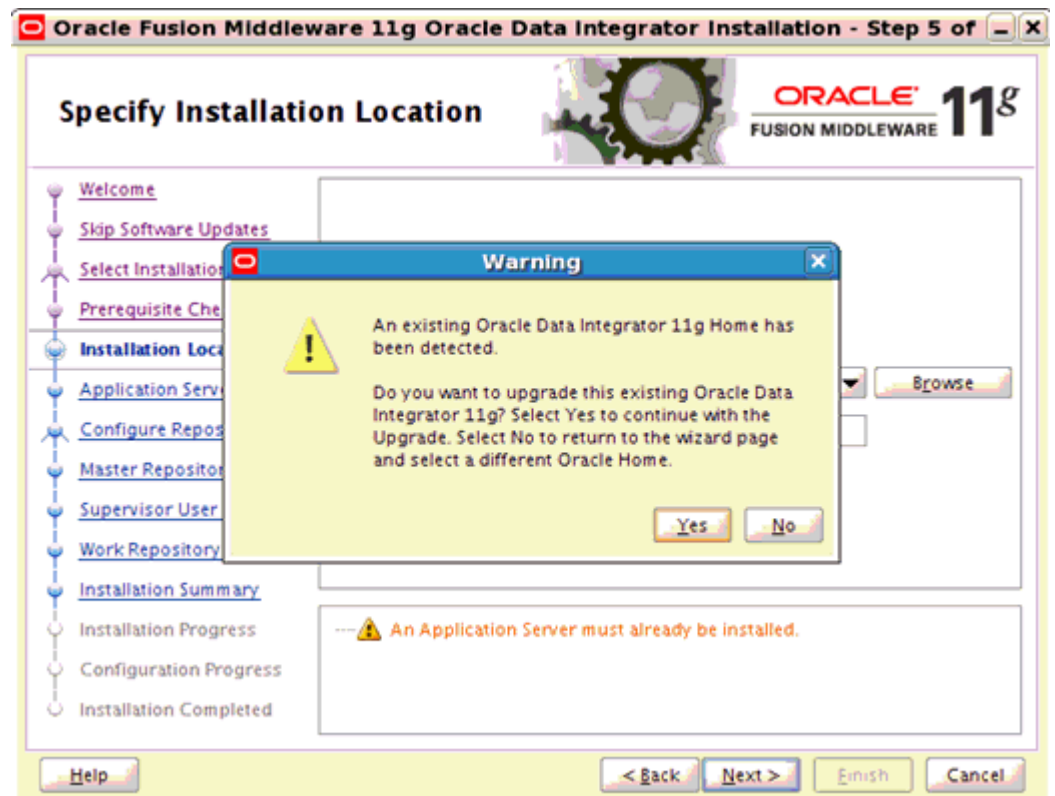 Oracle Fusion Middleware 11g Oracle Data Integrator Installation - Step 5 of
Specify Installation Location
ORACLE
FUSION MIDDLEWARE 11g
Welcome
Skip Software Updates
Select Installatio
Prerequisite Che
Installation Loca
Application Serv
Configure Repos
Master Repositor
Supervisor User
Work Repository
Installation Summary
Installation Progress
Configuration Progress
Installation Completed
Warning
An existing Oracle Data Integrator 11g Home has
been detected.
Do you want to upgrade this existing Oracle Data
Integrator 11g? Select Yes to continue with the
Upgrade. Select No to return to the wizard page
and select a different Oracle Home.
Yes No
Browse
An Application Server must already be installed.
Help < Back Next > Finish Cancel